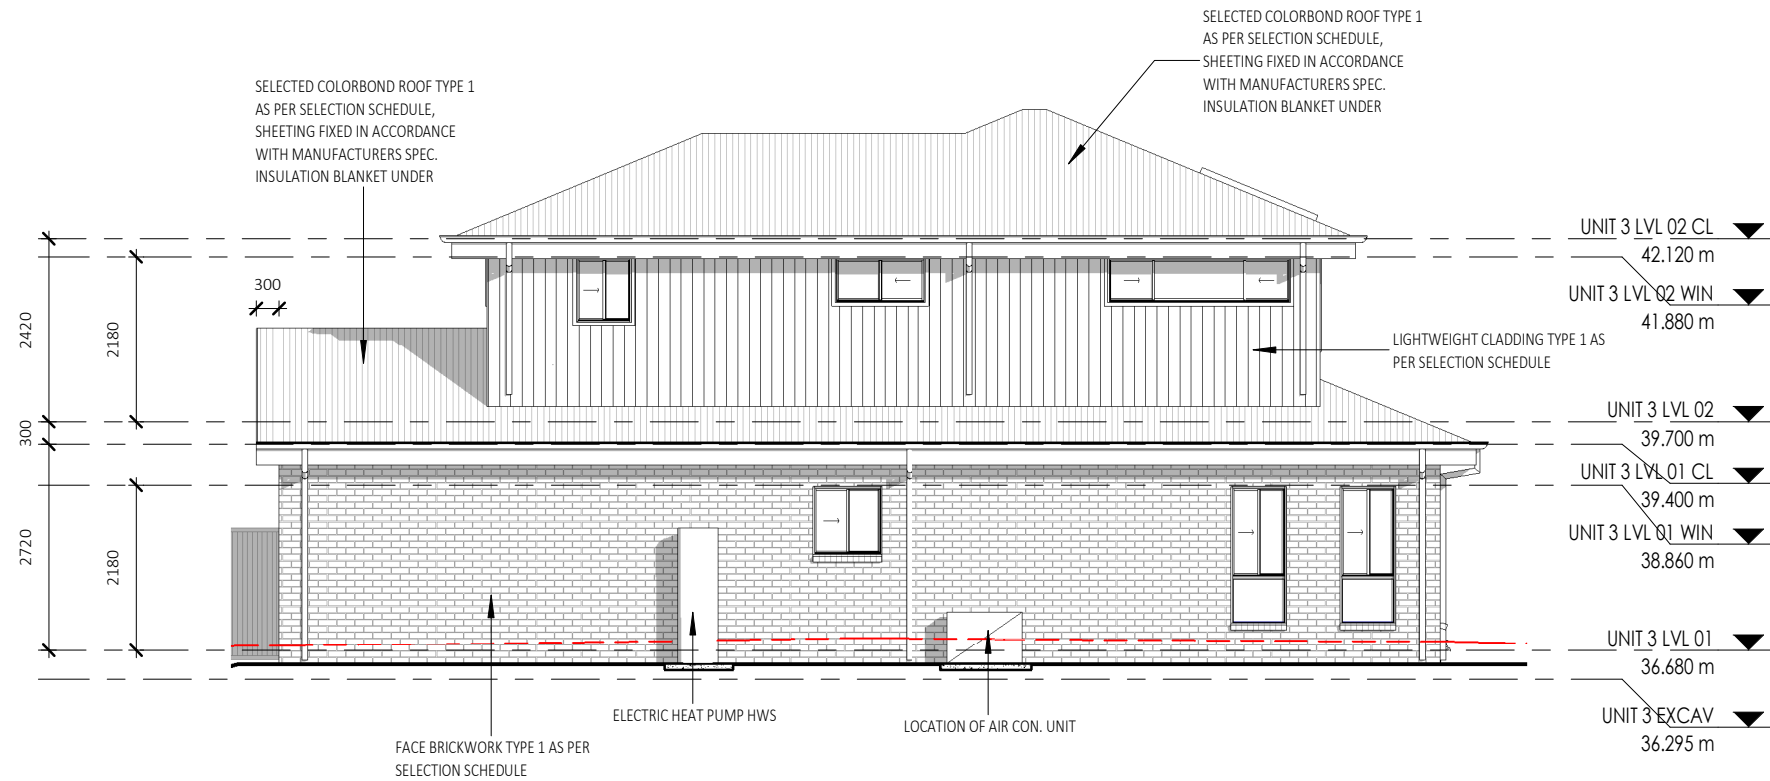 SELECTED COLORBOND ROOF TYPE 1
AS PER SELECTION SCHEDULE,
SHEETING FIXED IN ACCORDANCE
WITH MANUFACTURERS SPEC.
INSULATION BLANKET UNDER
SELECTED COLORBOND ROOF TYPE 1
AS PER SELECTION SCHEDULE,
SHEETING FIXED IN ACCORDANCE
WITH MANUFACTURERS SPEC.
INSULATION BLANKET UNDER
300
2420
2180
300
2720
2180
UNIT 3 LVL 02 CL
42.120 m
UNIT 3 LVL 02 WIN
41.880 m
LIGHTWEIGHT CLADDING TYPE 1 AS
PER SELECTION SCHEDULE
UNIT 3 LVL 02
39.700 m
UNIT 3 LVL 01 CL
39.400 m
UNIT 3 LVL 01 WIN
38.860 m
UNIT 3 LVL 01
36.680 m
UNIT 3 EXCAV
36.295 m
ELECTRIC HEAT PUMP HWS
LOCATION OF AIR CON. UNIT
FACE BRICKWORK TYPE 1 AS PER
SELECTION SCHEDULE